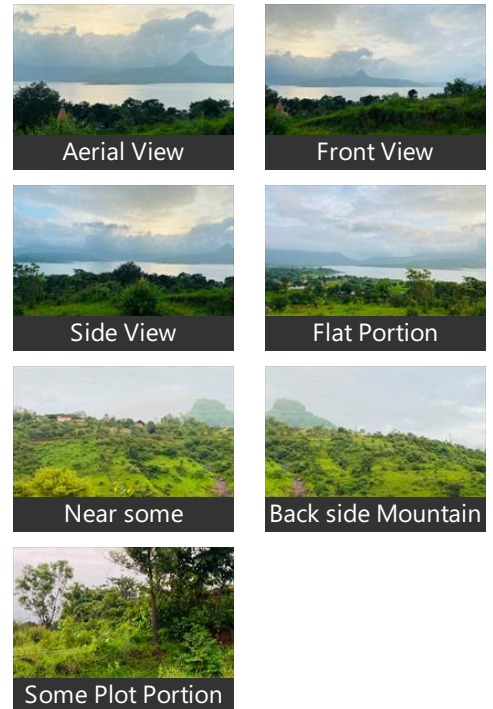 Aerial View
Front View
Side View
Flat Portion
Near some
Back side Mountain
Some Plot Portion